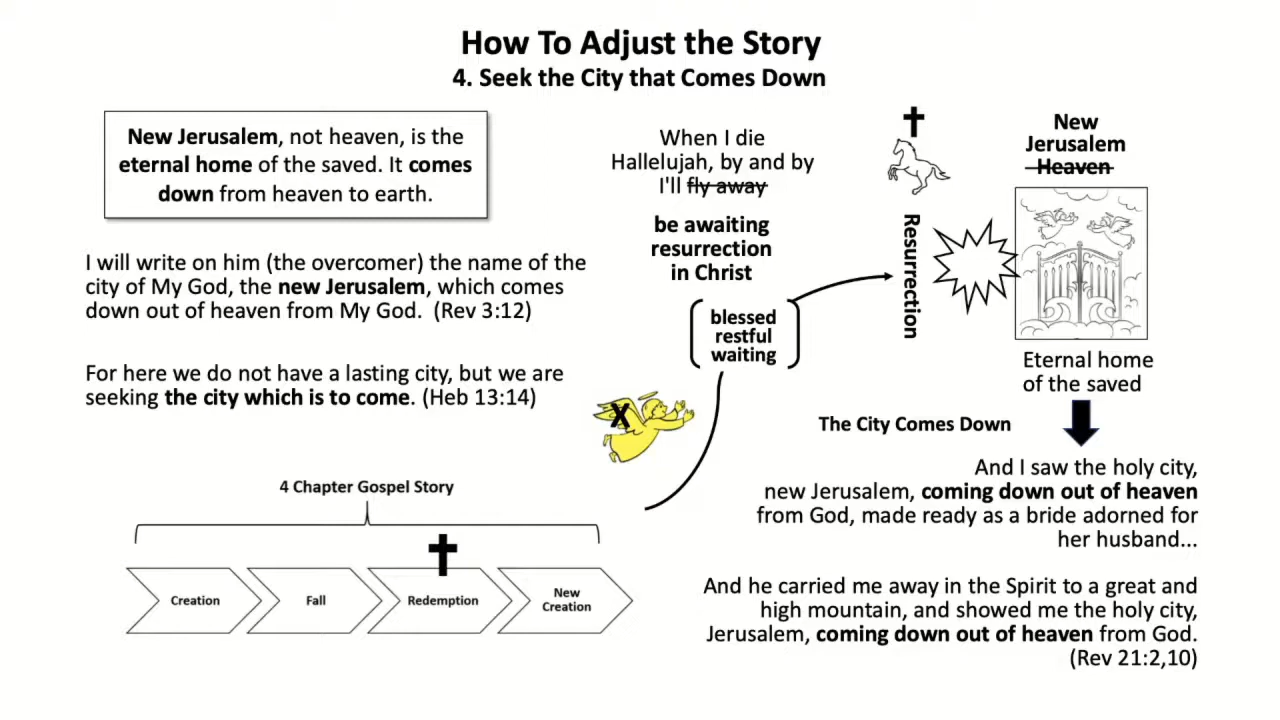 How To Adjust the Story
4. Seek the City that Comes Down
New Jerusalem, not heaven, is the
eternal home of the saved. It comes
down from heaven to earth.
I will write on him (the overcomer) the name of the
city of My God, the new Jerusalem, which comes
down out of heaven from My God. (Rev 3:12)
For here we do not have a lasting city, but we are
seeking the city which is to come. (Heb 13:14)
4 Chapter Gospel Story
Creation
Fall
Redemption
New
Creation
When I die
Hallelujah, by and by
I'll fly away
be awaiting
resurrection
in Christ
blessed
restful
waiting
X
Resurrection
New
Jerusalem
Heaven
Eternal home
of the saved
The City Comes Down
And I saw the holy city,
new Jerusalem, coming down out of heaven
from God, made ready as a bride adorned for
her husband...
And he carried me away in the Spirit to a great and
high mountain, and showed me the holy city,
Jerusalem, coming down out of heaven from God.
(Rev 21:2,10)